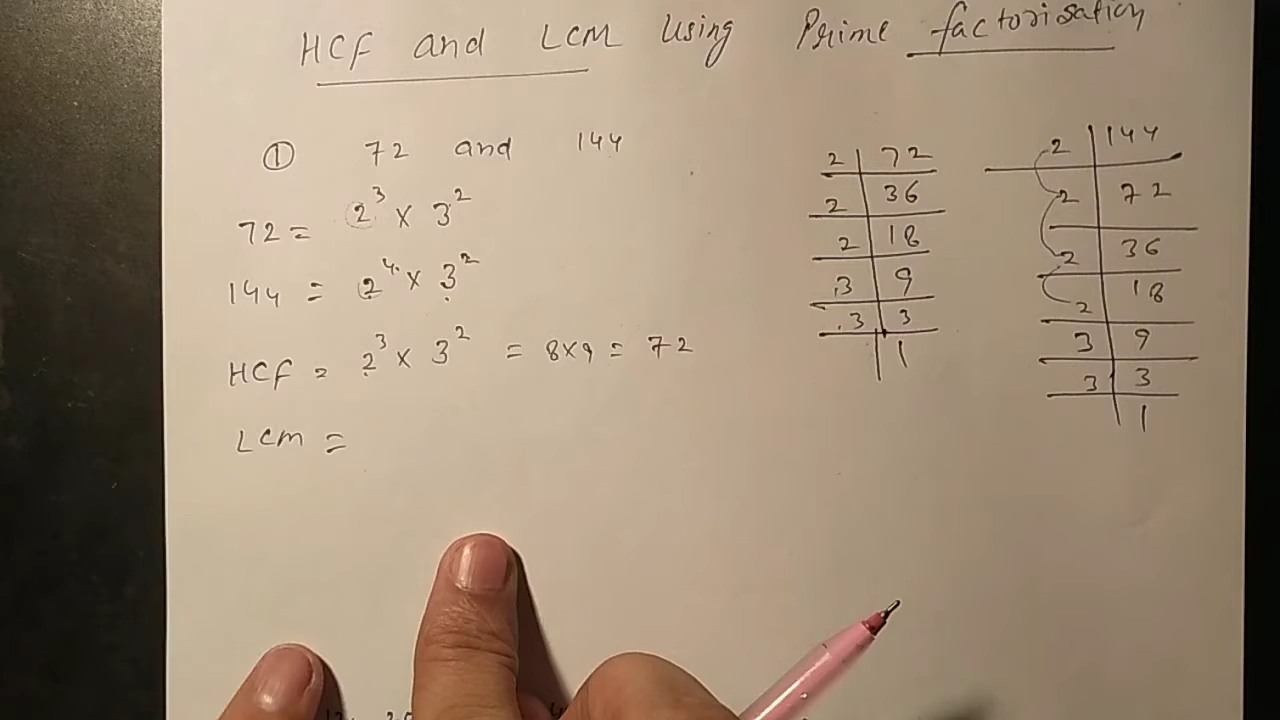 HCF and LCM Using Prime factorisation
① 72 and 144
72 = 2³ × 3²
144 = 2⁴ × 3²
HCF = 2³ × 3² = 8×9 = 72
LCM =
2 | 72
2 | 36
2 | 18
3 | 9
3 | 3
| 1
2 | 144
2 | 72
2 | 36
2 | 18
3 | 9
3 | 3
| 1